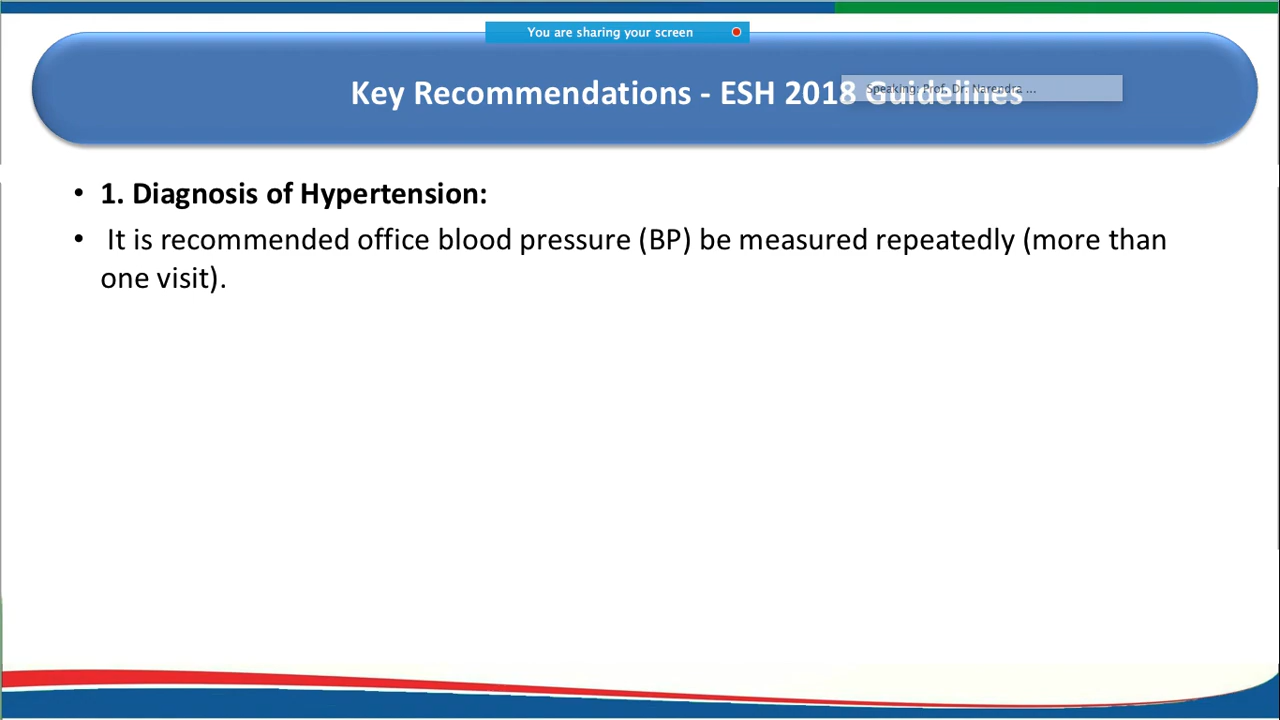 You are sharing your screen
Key Recommendations - ESH 2018 Guidelines
Speaking: Prof. Dr. Narendra ...
• 1. Diagnosis of Hypertension:
• It is recommended office blood pressure (BP) be measured repeatedly (more than
one visit).